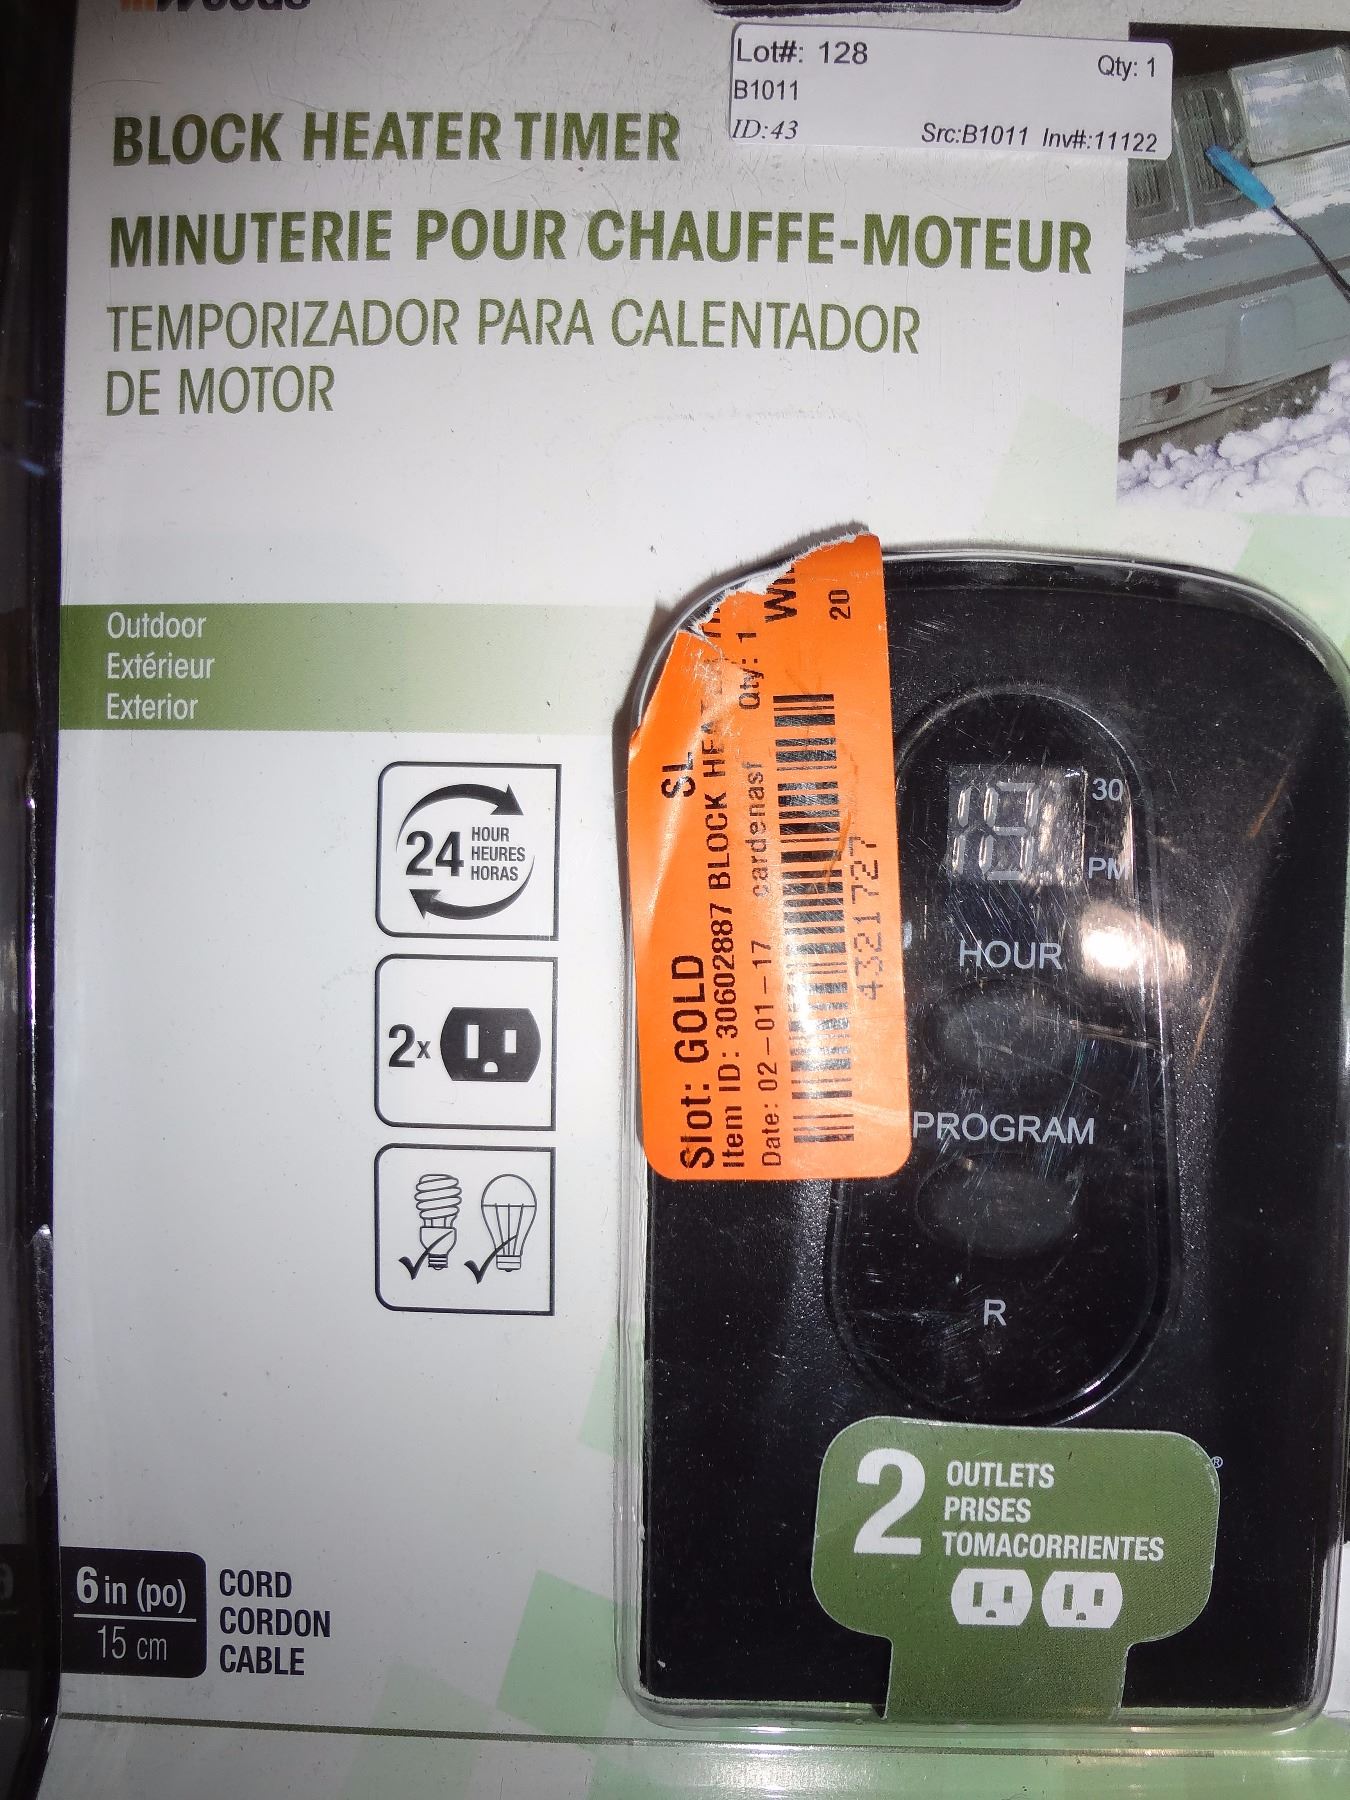 Woods
Lot#: 128 Qty: 1
B1011
ID:43 Src:B1011 Inv#:11122
BLOCK HEATER TIMER
MINUTERIE POUR CHAUFFE-MOTEUR
TEMPORIZADOR PARA CALENTADOR
DE MOTOR
Outdoor
Extérieur
Exterior
24 HOUR
HEURES
HORAS
2x
Slot: GOLD SL
Item ID: 30602887 BLOCK HEAT
Date: 02-01-17 cardenasf Qty: 1
4321727
20
30
PM
HOUR
PROGRAM
R
2 OUTLETS
PRISES
TOMACORRIENTES
®
6 in (po)
15 cm
CORD
CORDON
CABLE